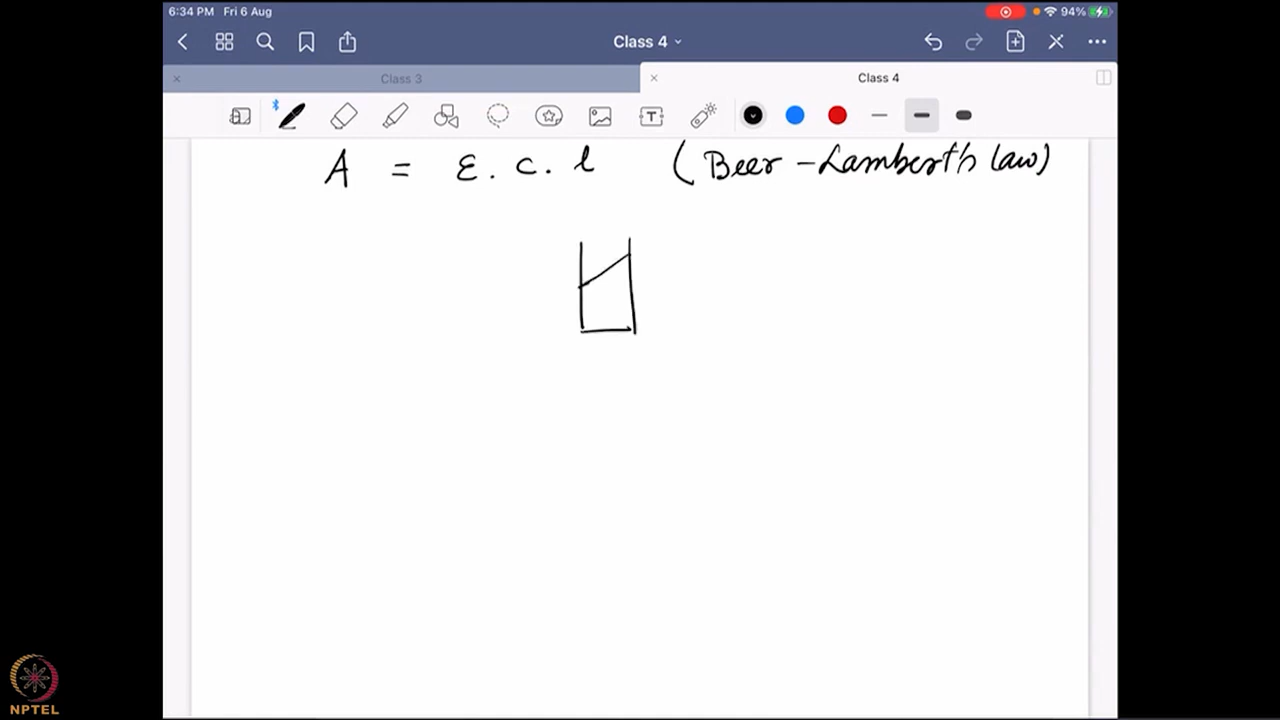 6:34 PM Fri 6 Aug 94%
Class 4
Class 3 Class 4
T
A = ε . c . l (Beer - Lambert's law)
NPTEL